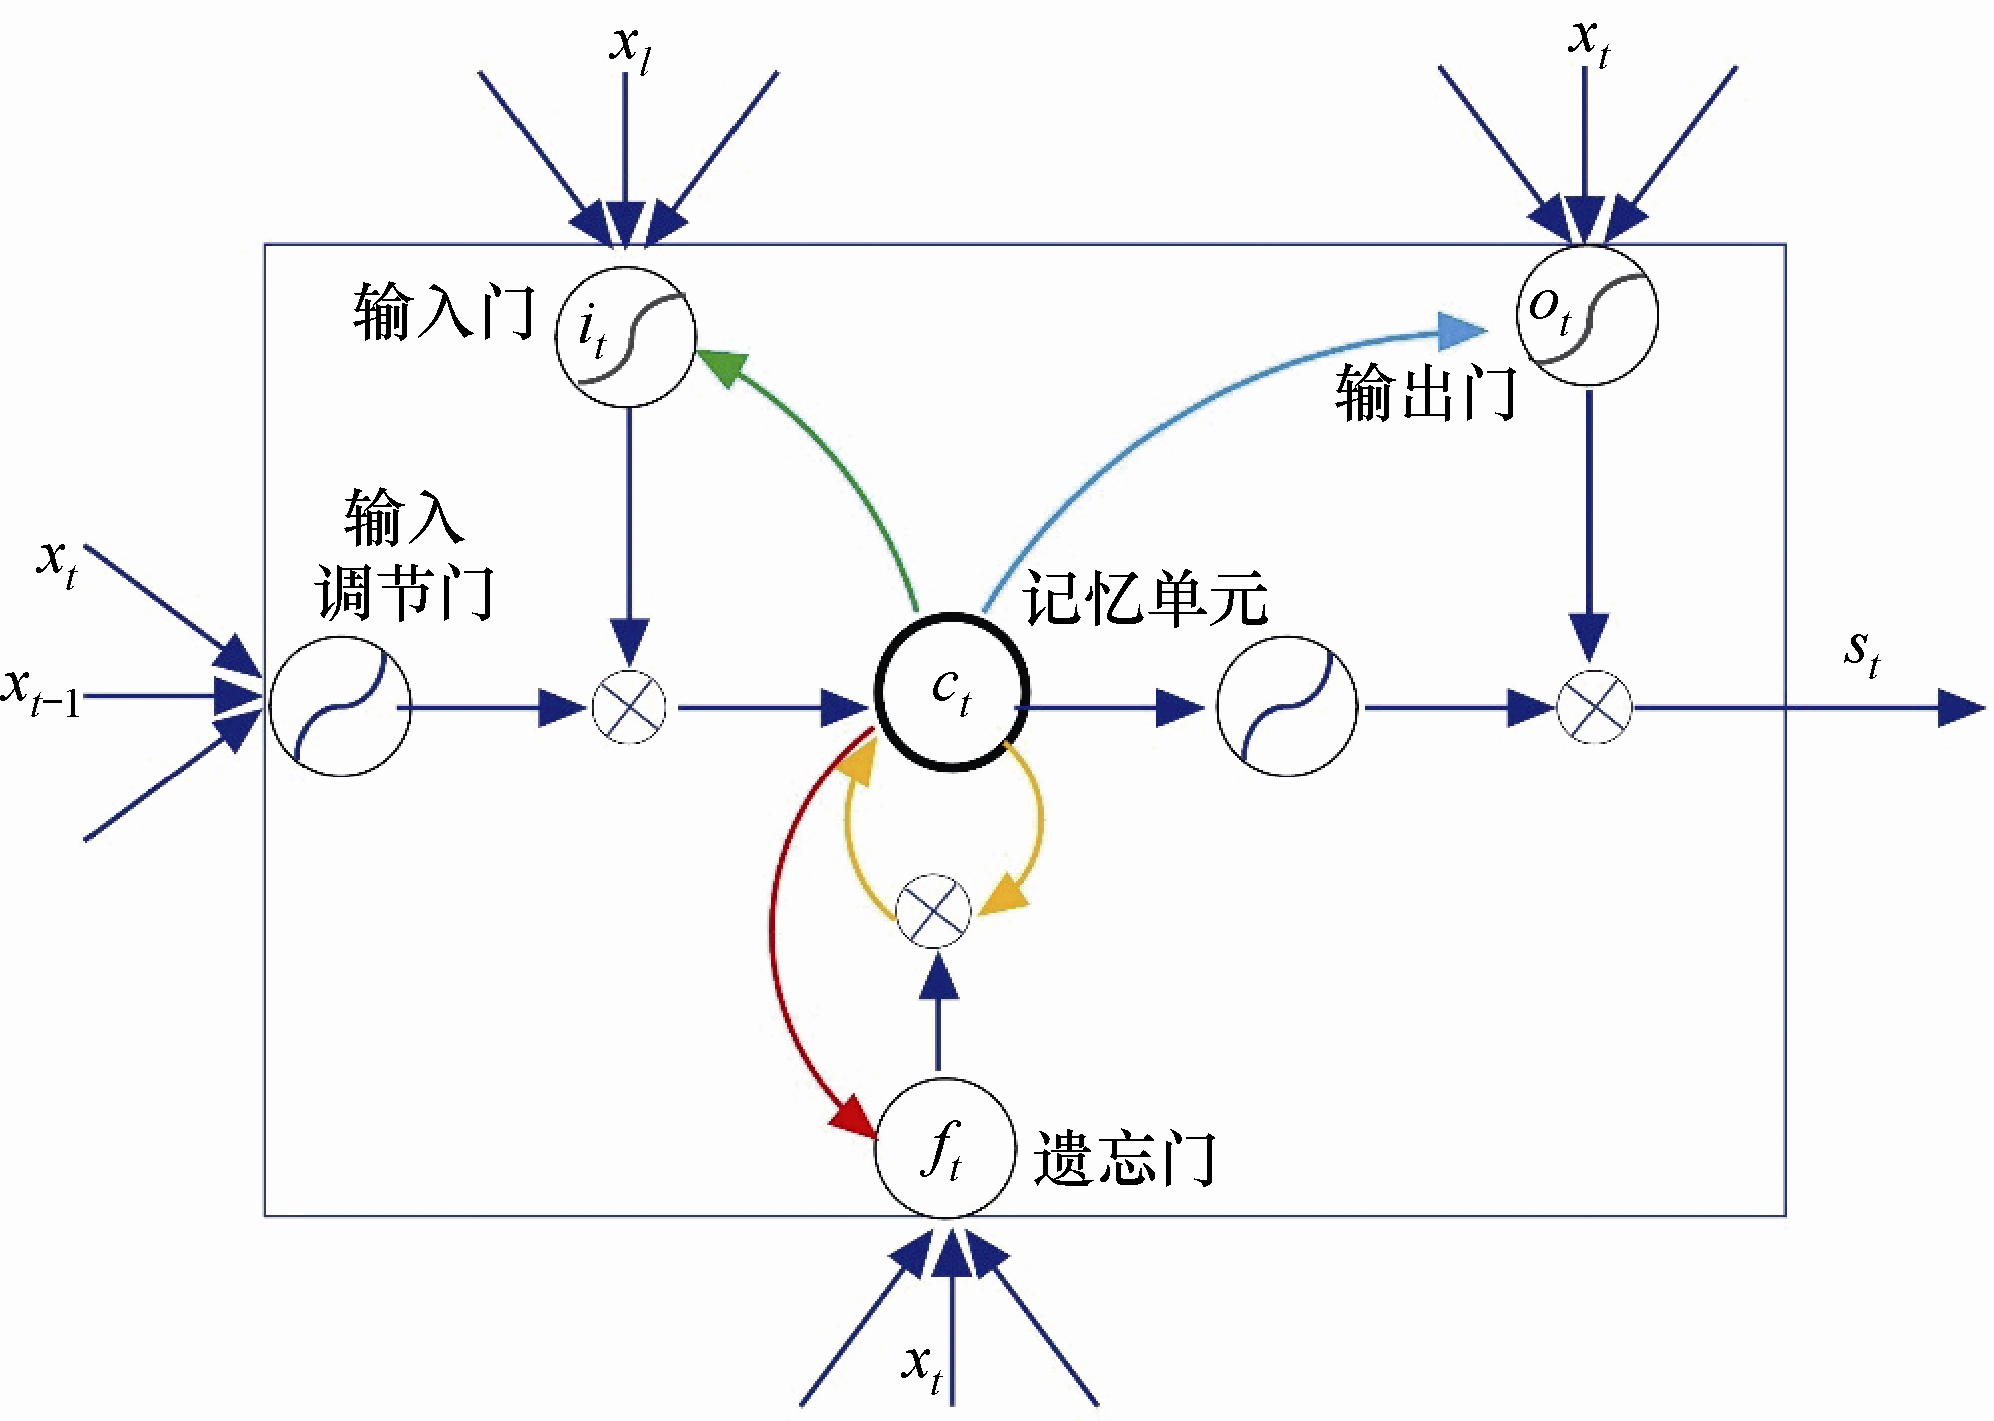 x_l
x_t
输入门
i_t
o_t
输出门
输入
调节门
x_t
x_{t-1}
记忆单元
c_t
s_t
f_t
遗忘门
x_t